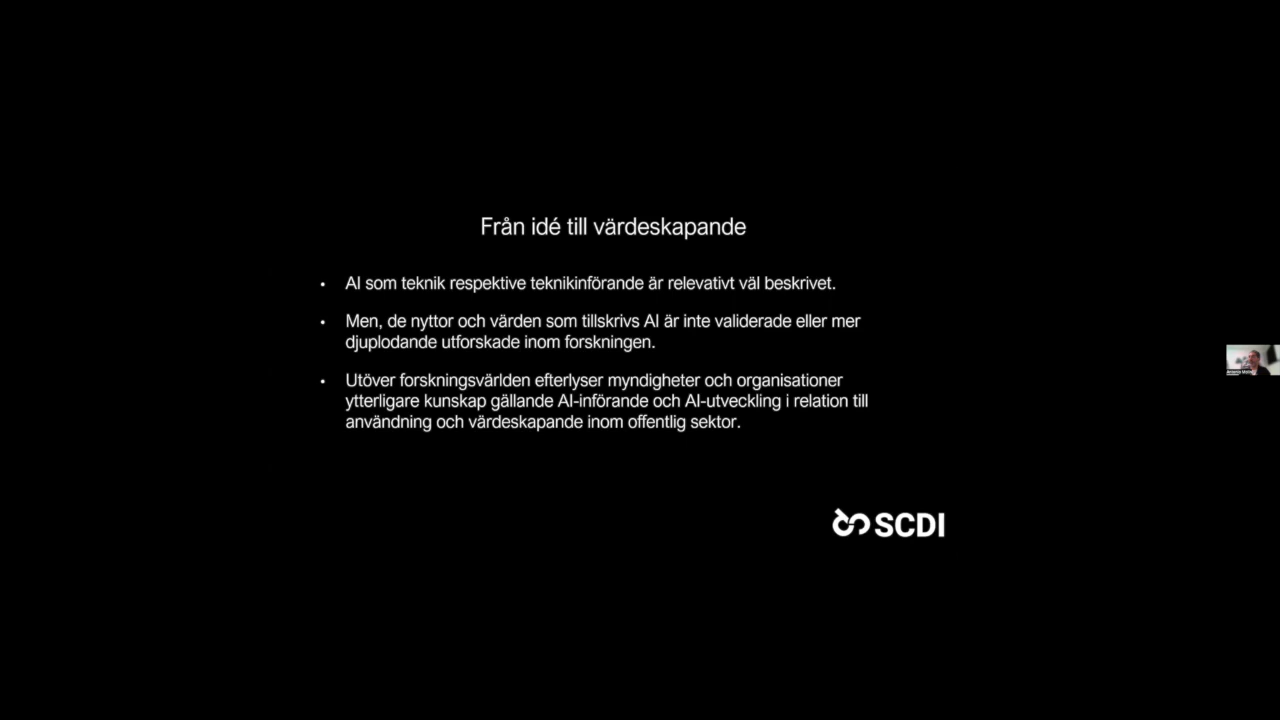 Från idé till värdeskapande
• AI som teknik respektive teknikinförande är relevativt väl beskrivet.
• Men, de nyttor och värden som tillskrivs AI är inte validerade eller mer
djuplodande utforskade inom forskningen.
• Utöver forskningsvärlden efterlyser myndigheter och organisationer
ytterligare kunskap gällande AI-införande och AI-utveckling i relation till
användning och värdeskapande inom offentlig sektor.
SCDI